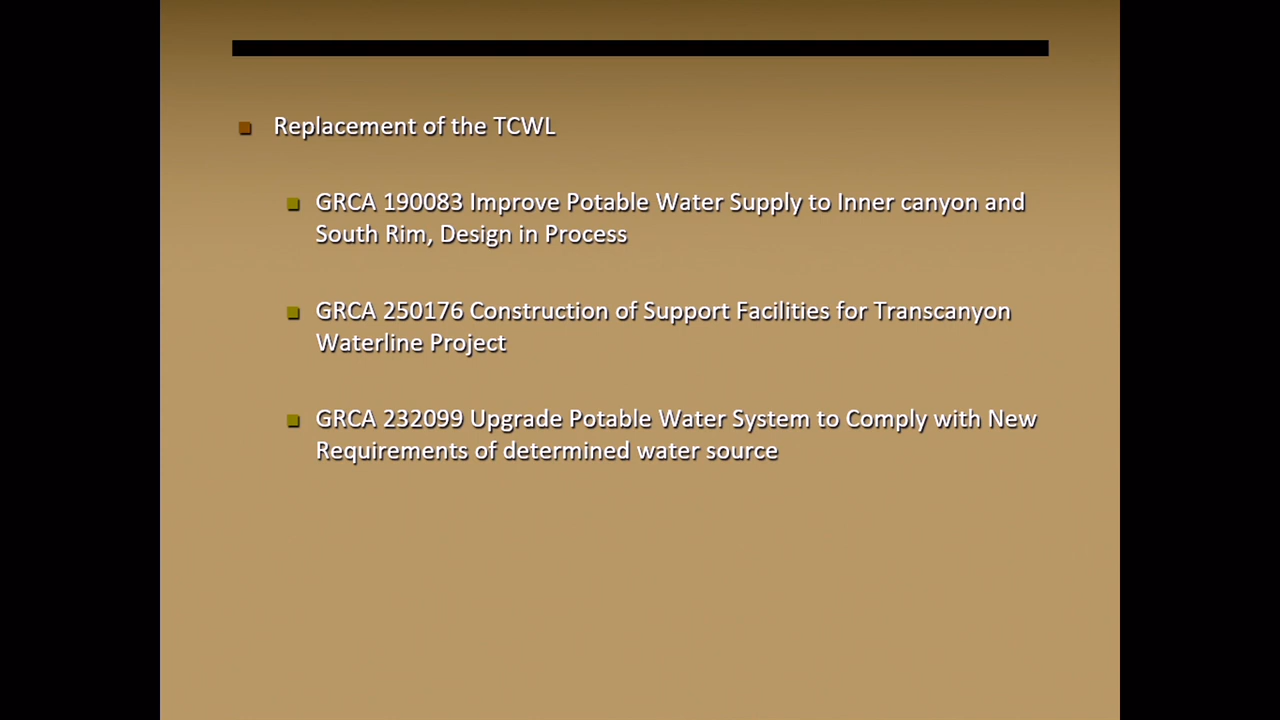 Replacement of the TCWL
GRCA 190083 Improve Potable Water Supply to Inner canyon and
South Rim, Design in Process
GRCA 250176 Construction of Support Facilities for Transcanyon
Waterline Project
GRCA 232099 Upgrade Potable Water System to Comply with New
Requirements of determined water source